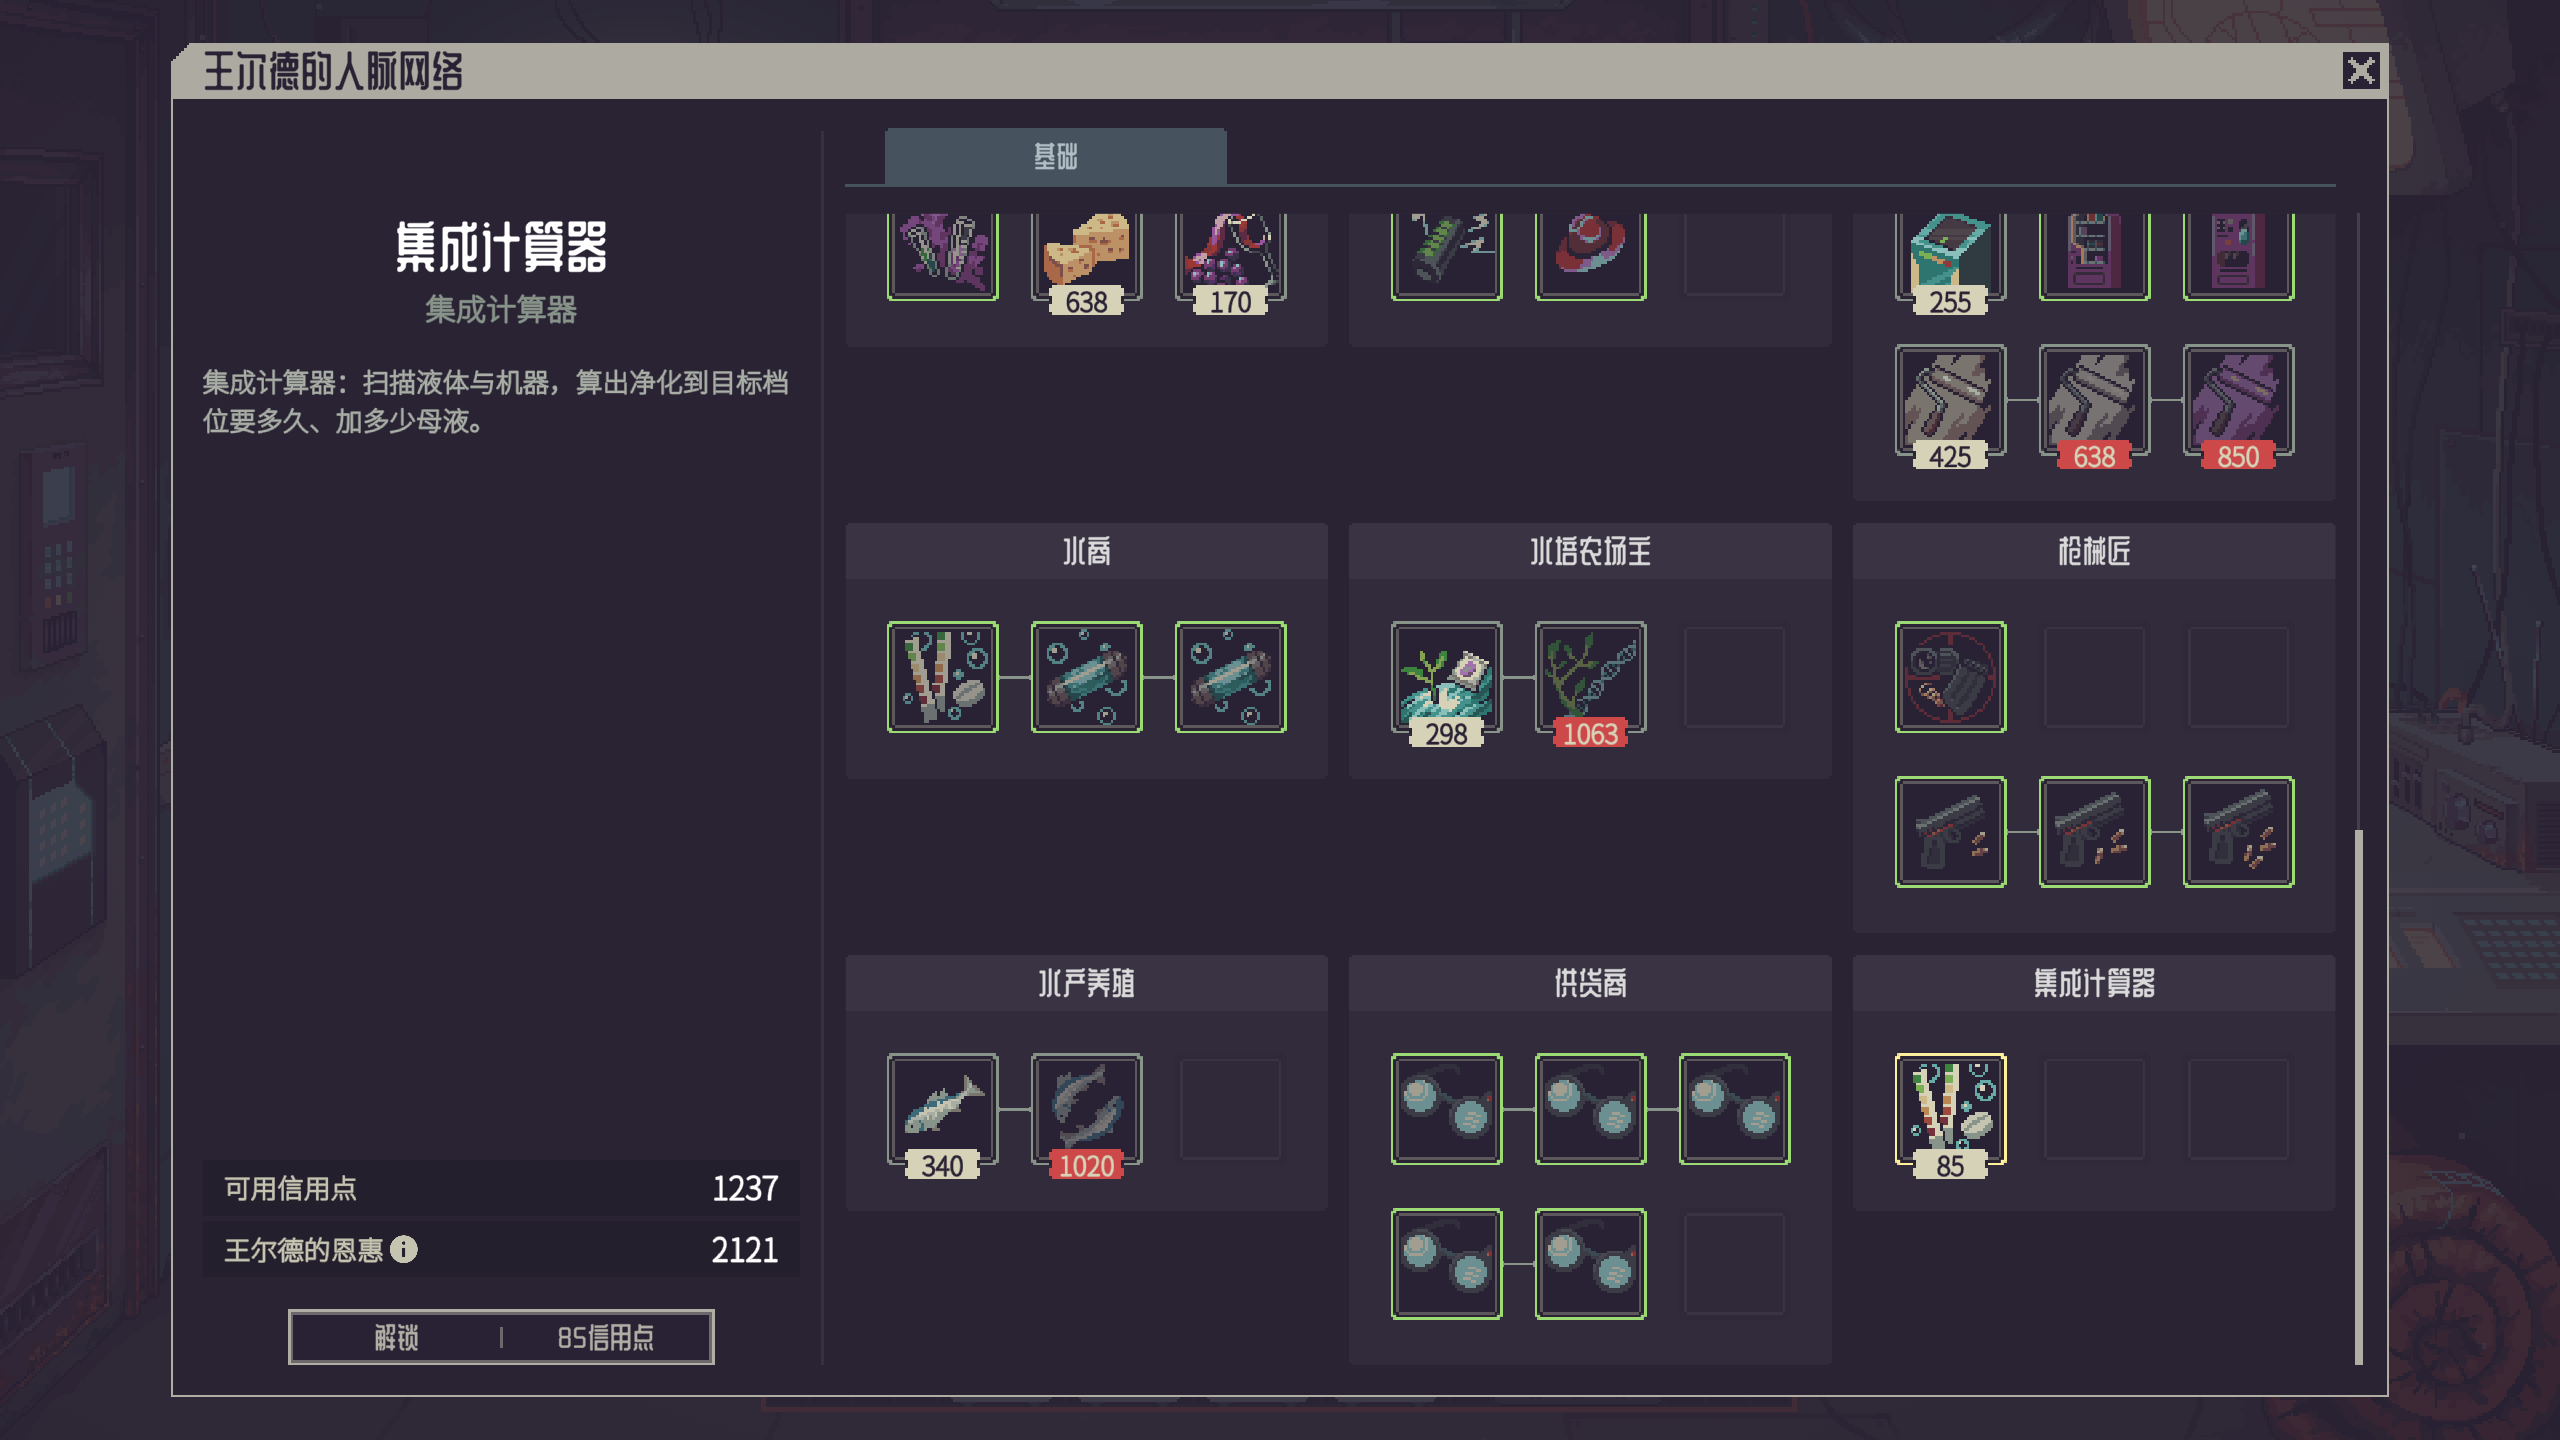 王尔德的人脉网络
集成计算器
集成计算器
集成计算器：扫描液体与机器，算出净化到目标档
位要多久、加多少母液。
可用信用点 1237
王尔德的恩惠 2121
解锁 | 85信用点
基础
638
170
255
425
638
850
水商
水培农场主
枪械匠
298
1063
水产养殖
供货商
集成计算器
340
1020
85